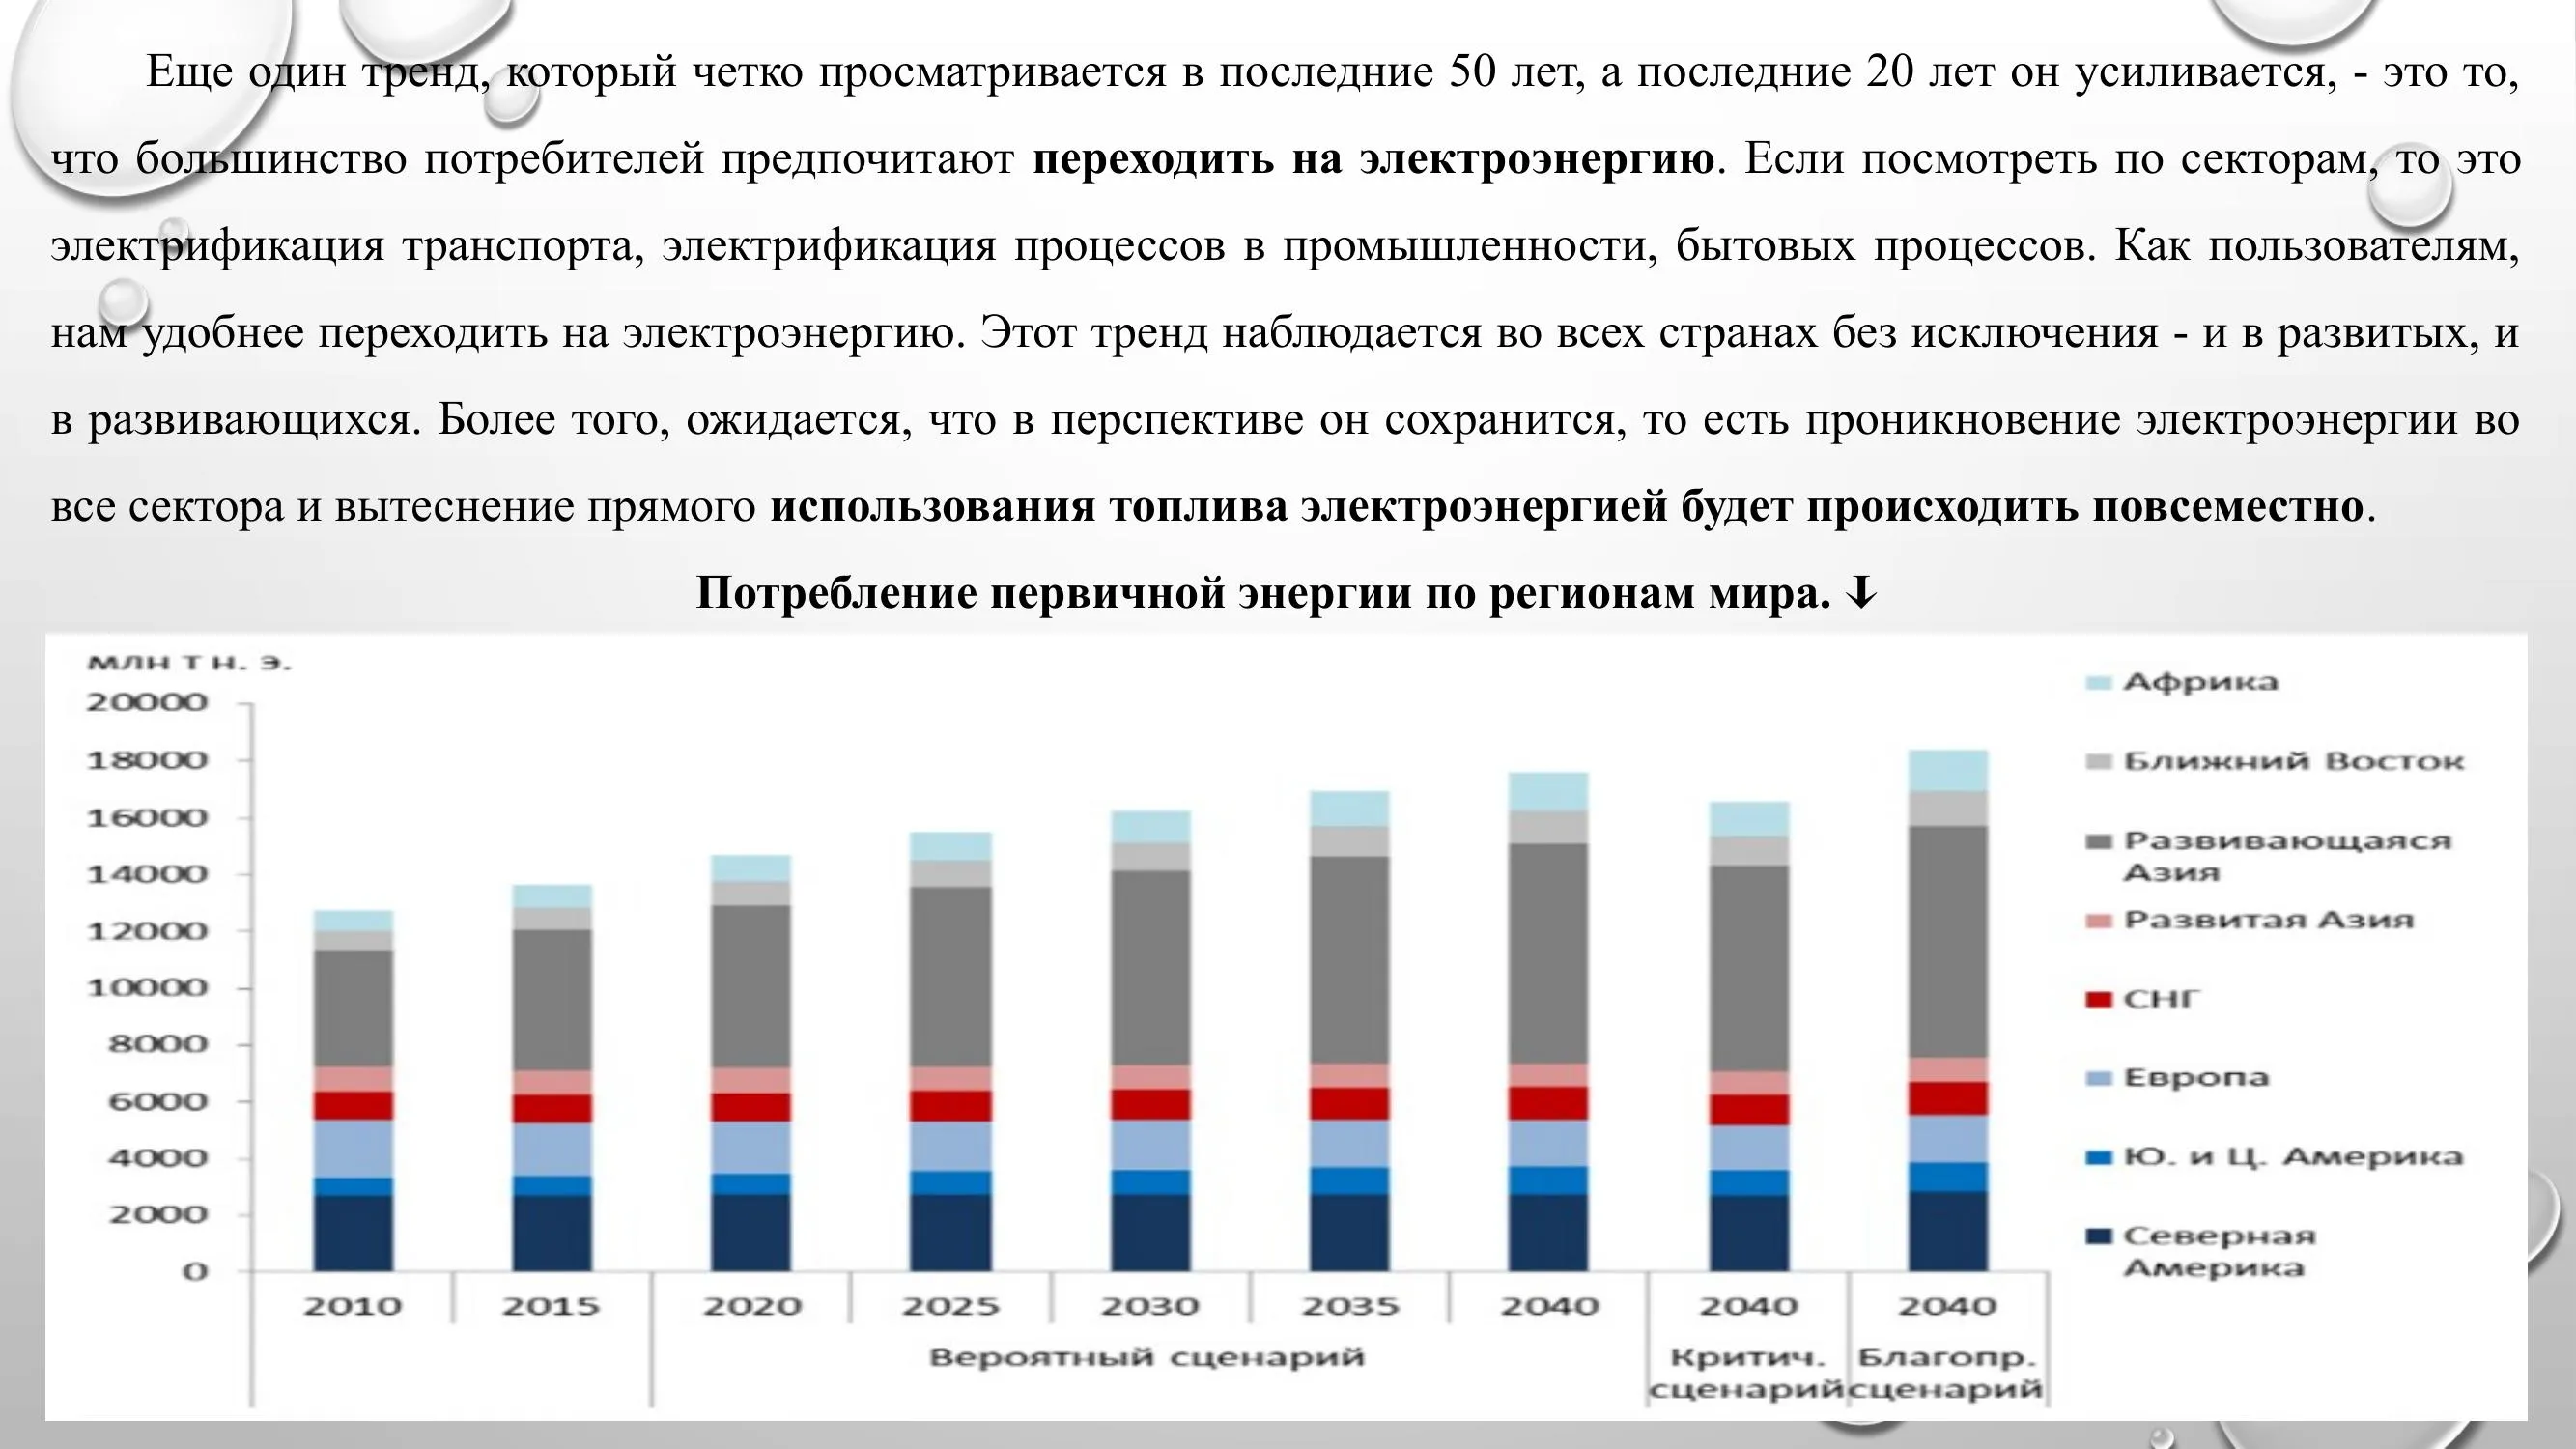 Еще один тренд, который четко просматривается в последние 50 лет, а последние 20 лет он усиливается, - это то,
что большинство потребителей предпочитают переходить на электроэнергию. Если посмотреть по секторам, то это
электрификация транспорта, электрификация процессов в промышленности, бытовых процессов. Как пользователям,
нам удобнее переходить на электроэнергию. Этот тренд наблюдается во всех странах без исключения - и в развитых, и
в развивающихся. Более того, ожидается, что в перспективе он сохранится, то есть проникновение электроэнергии во
все сектора и вытеснение прямого использования топлива электроэнергией будет происходить повсеместно.
Потребление первичной энергии по регионам мира. ↓
млн т н. э.
20000
18000
16000
14000
12000
10000
8000
6000
4000
2000
0
2010 2015 2020 2025 2030 2035 2040 2040 2040
Вероятный сценарий
Критич.
сценарий
Благопр.
сценарий
Африка
Ближний Восток
Развивающаяся
Азия
Развитая Азия
СНГ
Европа
Ю. и Ц. Америка
Северная
Америка